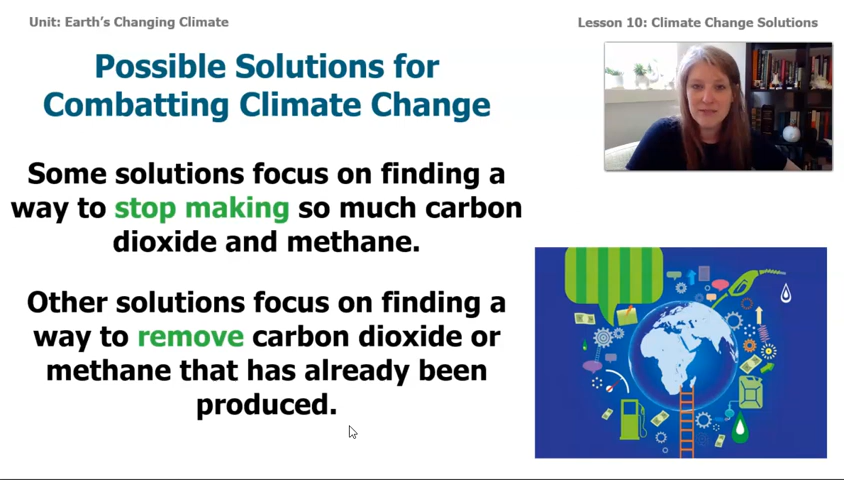 Unit: Earth's Changing Climate
Lesson 10: Climate Change Solutions
Possible Solutions for
Combatting Climate Change
Some solutions focus on finding a
way to stop making so much carbon
dioxide and methane.
Other solutions focus on finding a
way to remove carbon dioxide or
methane that has already been
produced.